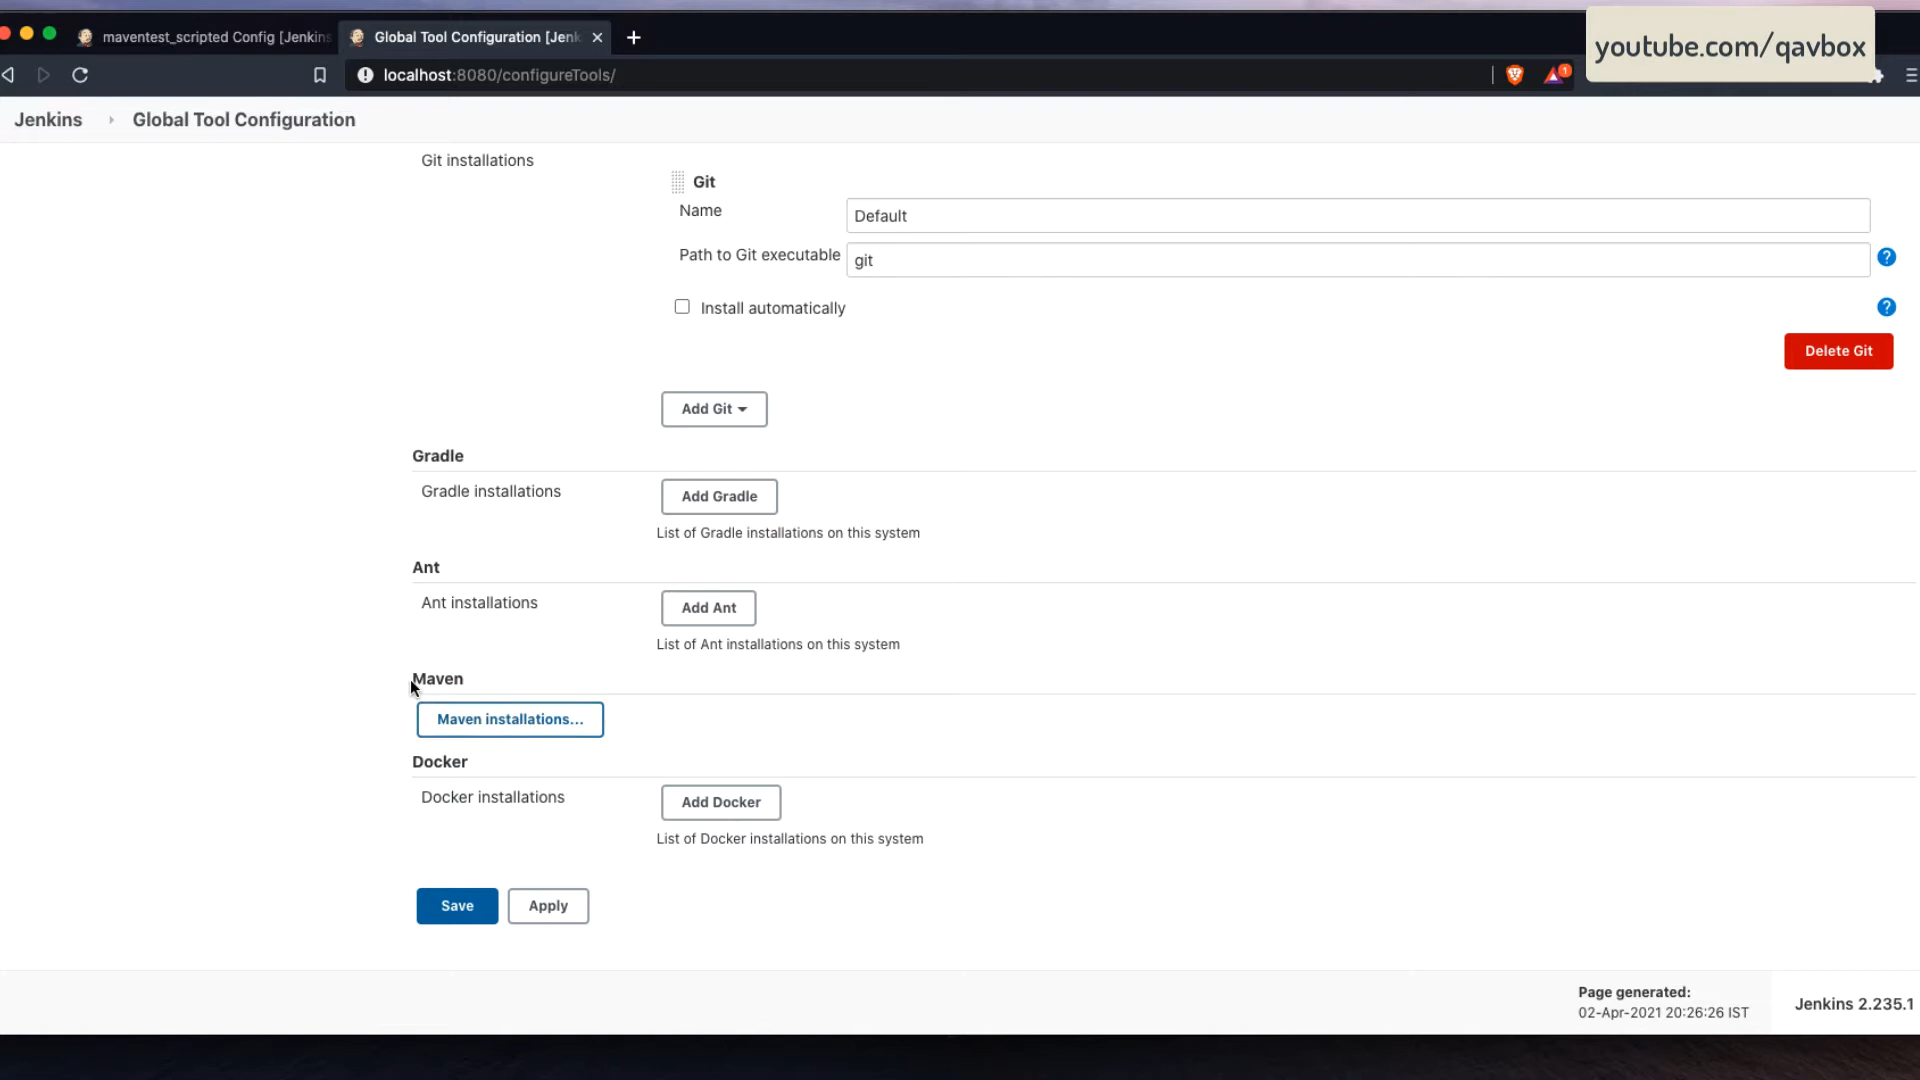 maventest_scripted Config [Jenkins
Global Tool Configuration [Jenk
youtube.com/qavbox
localhost:8080/configureTools/
1
Jenkins
Global Tool Configuration
Git installations
Git
Name
Default
Path to Git executable
git
?
Install automatically
?
Delete Git
Add Git
Gradle
Gradle installations
Add Gradle
List of Gradle installations on this system
Ant
Ant installations
Add Ant
List of Ant installations on this system
Maven
Maven installations...
Docker
Docker installations
Add Docker
List of Docker installations on this system
Save
Apply
Page generated:
02-Apr-2021 20:26:26 IST
Jenkins 2.235.1